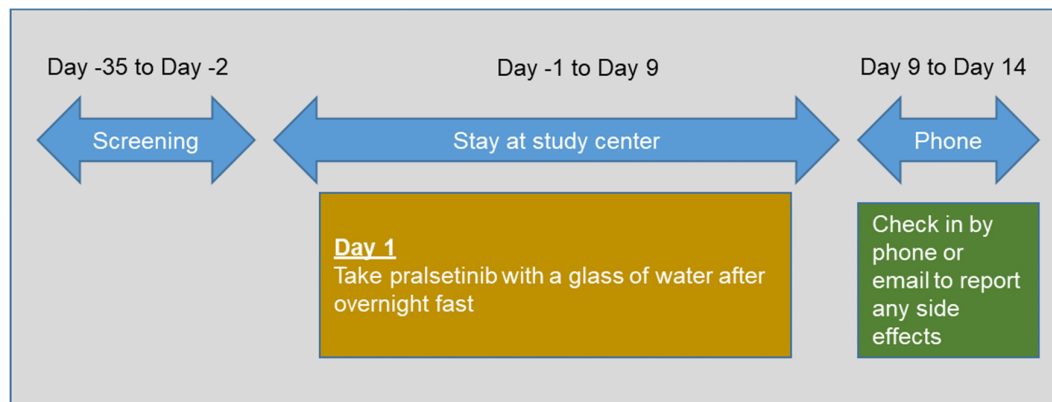 Day -35 to Day -2
Day -1 to Day 9
Day 9 to Day 14
Screening
Stay at study center
Phone
Day 1
Take pralsetinib with a glass of water after
overnight fast
Check in by
phone or
email to report
any side
effects